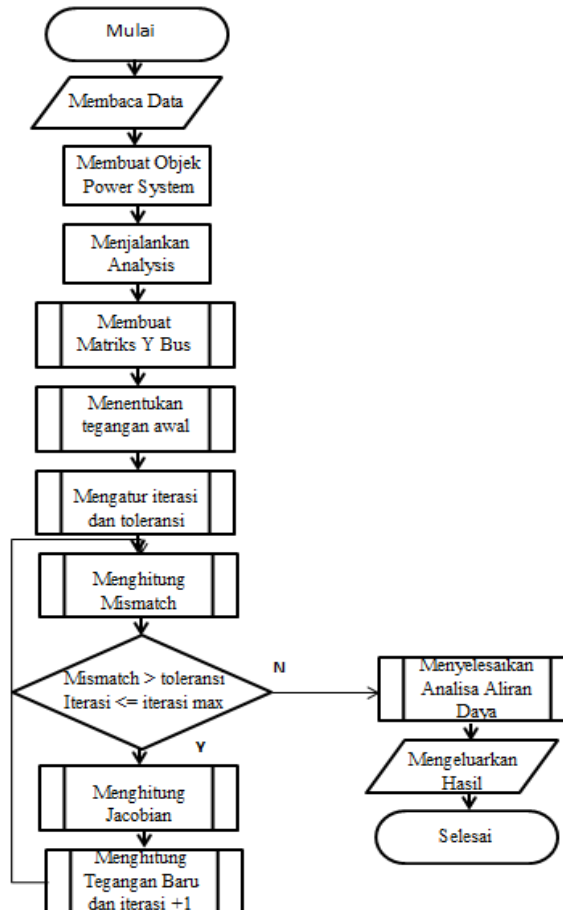 Mulai
Membaca Data
Membuat Objek
Power System
Menjalankan
Analysis
Membuat
Matriks Y Bus
Menentukan
tegangan awal
Mengatur iterasi
dan toleransi
Menghitung
Mismatch
Mismatch > toleransi
Iterasi <= iterasi max
N
Y
Menghitung
Jacobian
Menghitung
Tegangan Baru
dan iterasi +1
Menyelesaikan
Analisa Aliran
Daya
Mengeluarkan
Hasil
Selesai